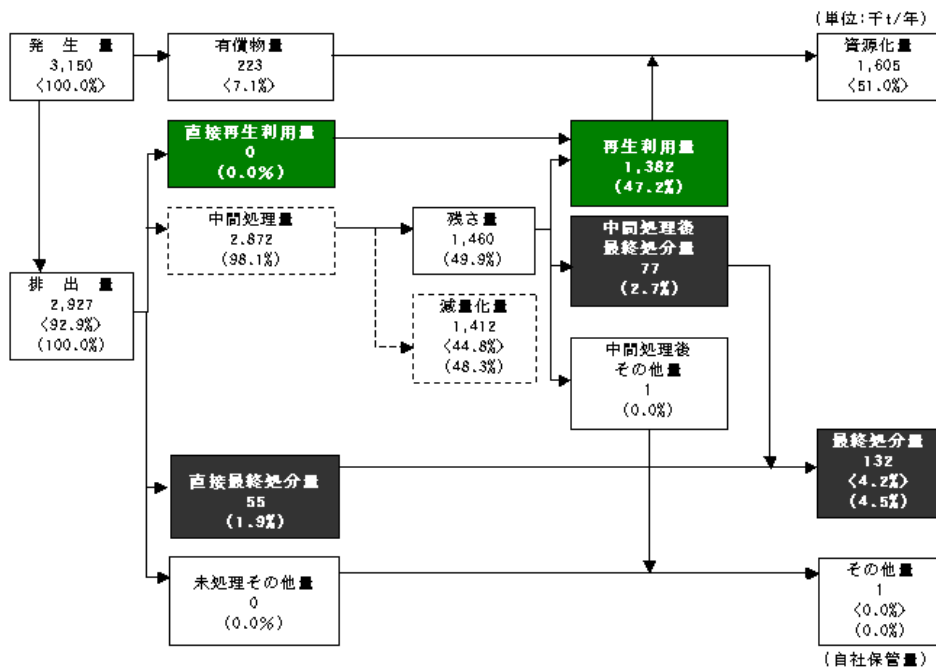 (単位:千t/年)
発生量
3,150
<100.0%>
有償物量
223
<7.1%>
資源化量
1,605
<51.0%>
直接再生利用量
0
(0.0%)
再生利用量
1,382
(47.2%)
中間処理量
2.872
(98.1%)
残さ量
1,460
(49.9%)
中間処理後
最終処分量
77
(2.7%)
排出量
2,927
<92.9%>
(100.0%)
減量化量
1,412
<44.8%>
(48.3%)
中間処理後
その他量
1
(0.0%)
直接最終処分量
55
(1.9%)
最終処分量
132
<4.2%>
(4.5%)
未処理その他量
0
(0.0%)
その他量
1
<0.0%>
(0.0%)
(自社保管量)